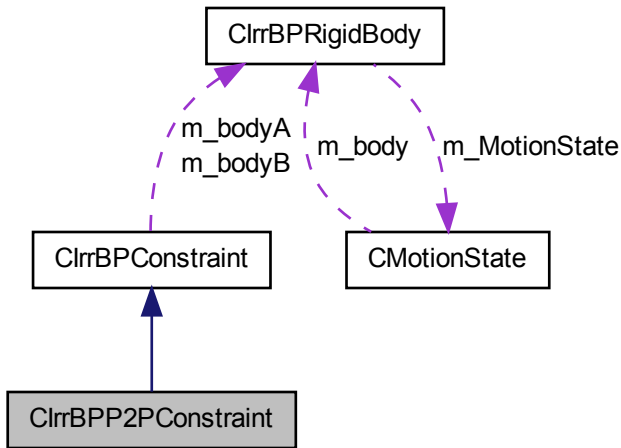 CIrrBPRigidBody
m_bodyA
m_bodyB
m_body
m_MotionState
CIrrBPConstraint
CMotionState
CIrrBPP2PConstraint